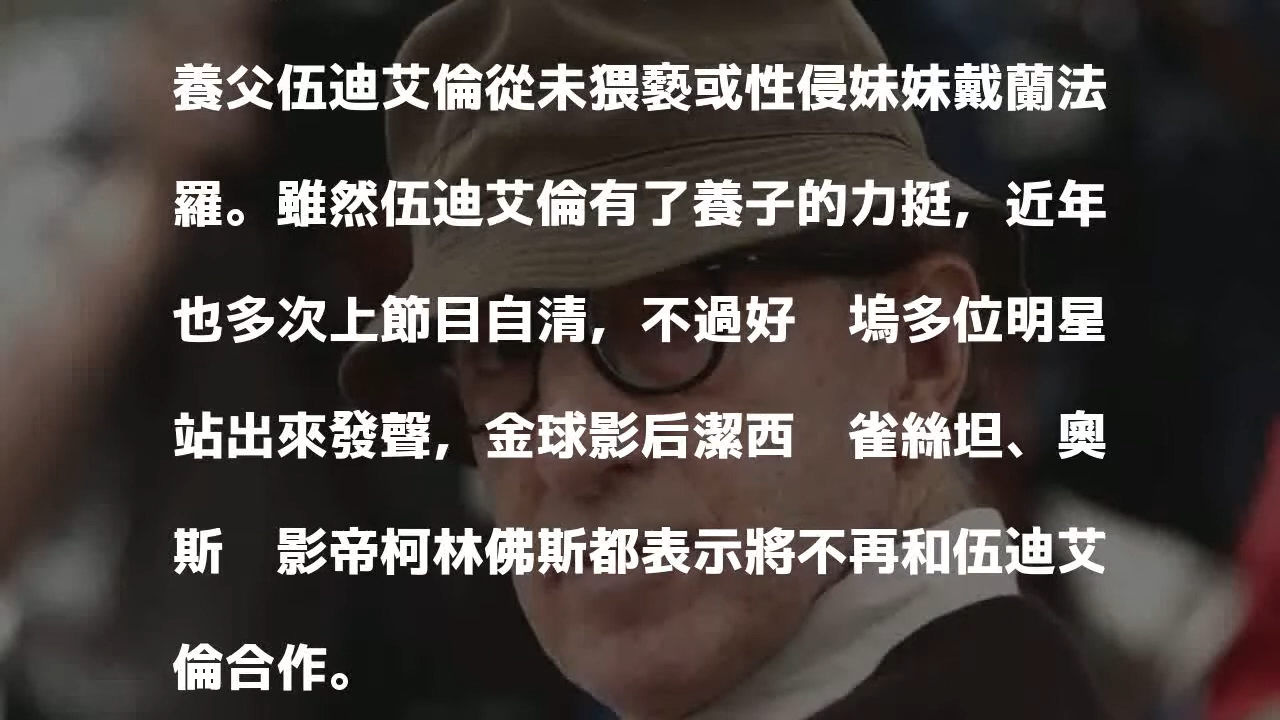 養父伍迪艾倫從未猥褻或性侵妹妹戴蘭法
羅。雖然伍迪艾倫有了養子的力挺，近年
也多次上節目自清，不過好　塢多位明星
站出來發聲，金球影后潔西　雀絲坦、奧
斯　影帝柯林佛斯都表示將不再和伍迪艾
倫合作。